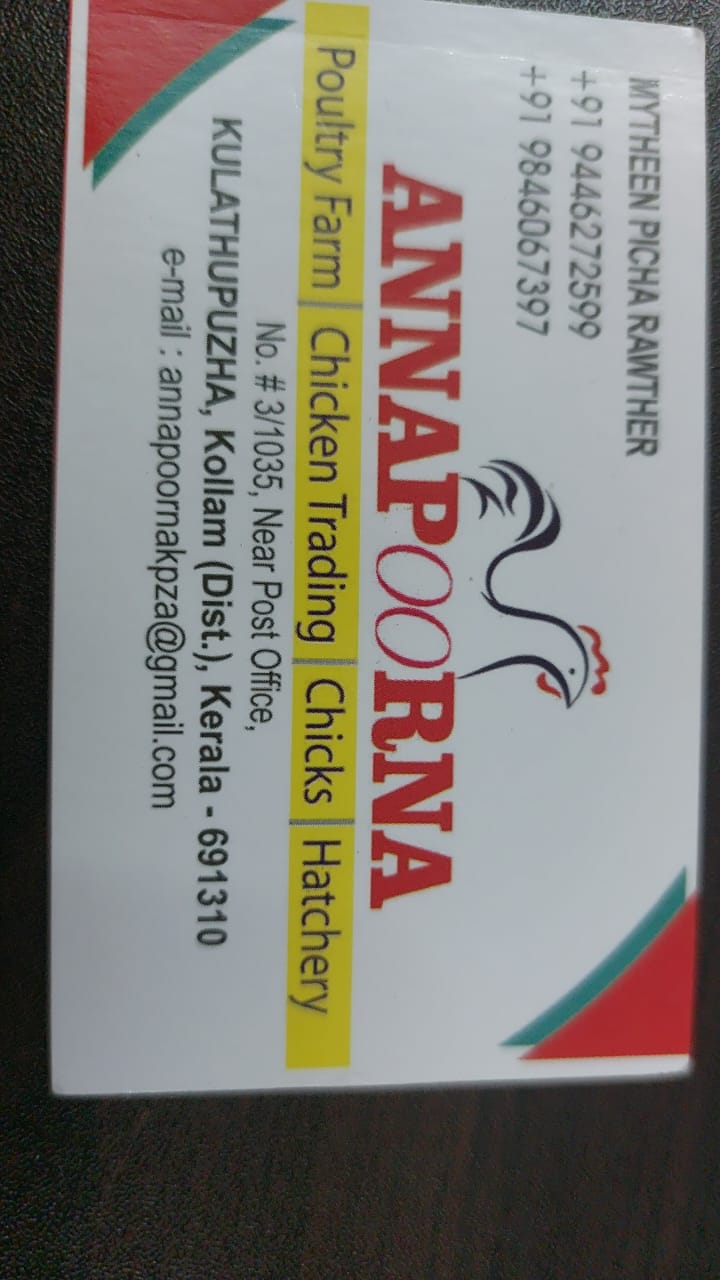 MYTHEEN PICHA RAWTHER
+91 9446272599
+91 9846067397
ANNAPOORNA
Poultry Farm | Chicken Trading | Chicks | Hatchery
No. # 3/1035, Near Post Office,
KULATHUPUZHA, Kollam (Dist.), Kerala - 691310
e-mail : annapoornakpza@gmail.com